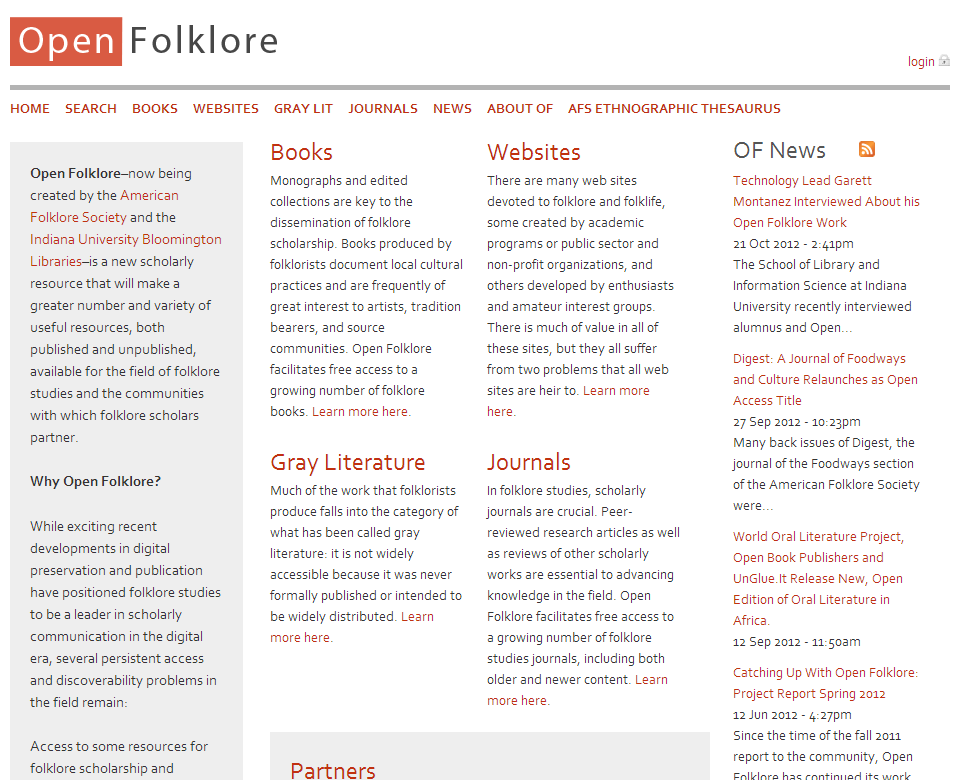 Open Folklore
login
HOME SEARCH BOOKS WEBSITES GRAY LIT JOURNALS NEWS ABOUT OF AFS ETHNOGRAPHIC THESAURUS
Open Folklore–now being
created by the American
Folklore Society and the
Indiana University Bloomington
Libraries–is a new scholarly
resource that will make a
greater number and variety of
useful resources, both
published and unpublished,
available for the field of folklore
studies and the communities
with which folklore scholars
partner.
Why Open Folklore?
While exciting recent
developments in digital
preservation and publication
have positioned folklore studies
to be a leader in scholarly
communication in the digital
era, several persistent access
and discoverability problems in
the field remain:
Access to some resources for
folklore scholarship and
Books
Monographs and edited
collections are key to the
dissemination of folklore
scholarship. Books produced by
folklorists document local cultural
practices and are frequently of
great interest to artists, tradition
bearers, and source
communities. Open Folklore
facilitates free access to a
growing number of folklore
books. Learn more here.
Websites
There are many web sites
devoted to folklore and folklife,
some created by academic
programs or public sector and
non-profit organizations, and
others developed by enthusiasts
and amateur interest groups.
There is much of value in all of
these sites, but they all suffer
from two problems that all web
sites are heir to. Learn more
here.
Gray Literature
Much of the work that folklorists
produce falls into the category of
what has been called gray
literature: it is not widely
accessible because it was never
formally published or intended to
be widely distributed. Learn
more here.
Journals
In folklore studies, scholarly
journals are crucial. Peer-
reviewed research articles as well
as reviews of other scholarly
works are essential to advancing
knowledge in the field. Open
Folklore facilitates free access to
a growing number of folklore
studies journals, including both
older and newer content. Learn
more here.
Partners
OF News
Technology Lead Garett
Montanez Interviewed About his
Open Folklore Work
21 Oct 2012 - 2:41pm
The School of Library and
Information Science at Indiana
University recently interviewed
alumnus and Open...
Digest: A Journal of Foodways
and Culture Relaunches as Open
Access Title
27 Sep 2012 - 10:23pm
Many back issues of Digest, the
journal of the Foodways section
of the American Folklore Society
were...
World Oral Literature Project,
Open Book Publishers and
UnGlue.It Release New, Open
Edition of Oral Literature in
Africa.
12 Sep 2012 - 11:50am
Catching Up With Open Folklore:
Project Report Spring 2012
12 Jun 2012 - 4:27pm
Since the time of the fall 2011
report to the community, Open
Folklore has continued its work